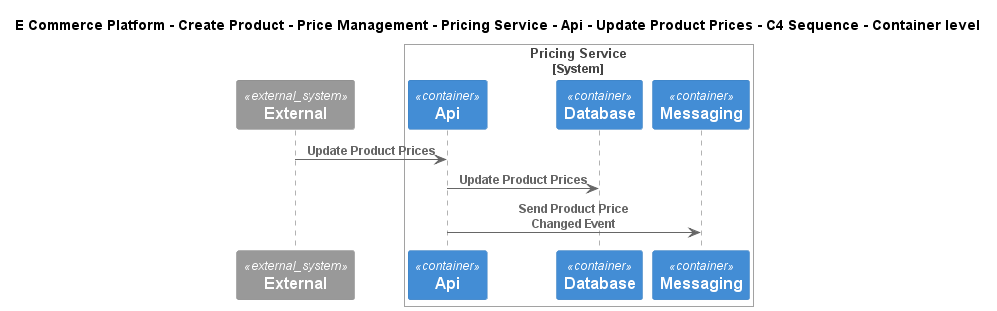 E Commerce Platform - Create Product - Price Management - Pricing Service - Api - Update Product Prices - C4 Sequence - Container level
Pricing Service
[System]
«external_system»
External
«container»
Api
«container»
Database
«container»
Messaging
Update Product Prices
Update Product Prices
Send Product Price
Changed Event
«external_system»
External
«container»
Api
«container»
Database
«container»
Messaging